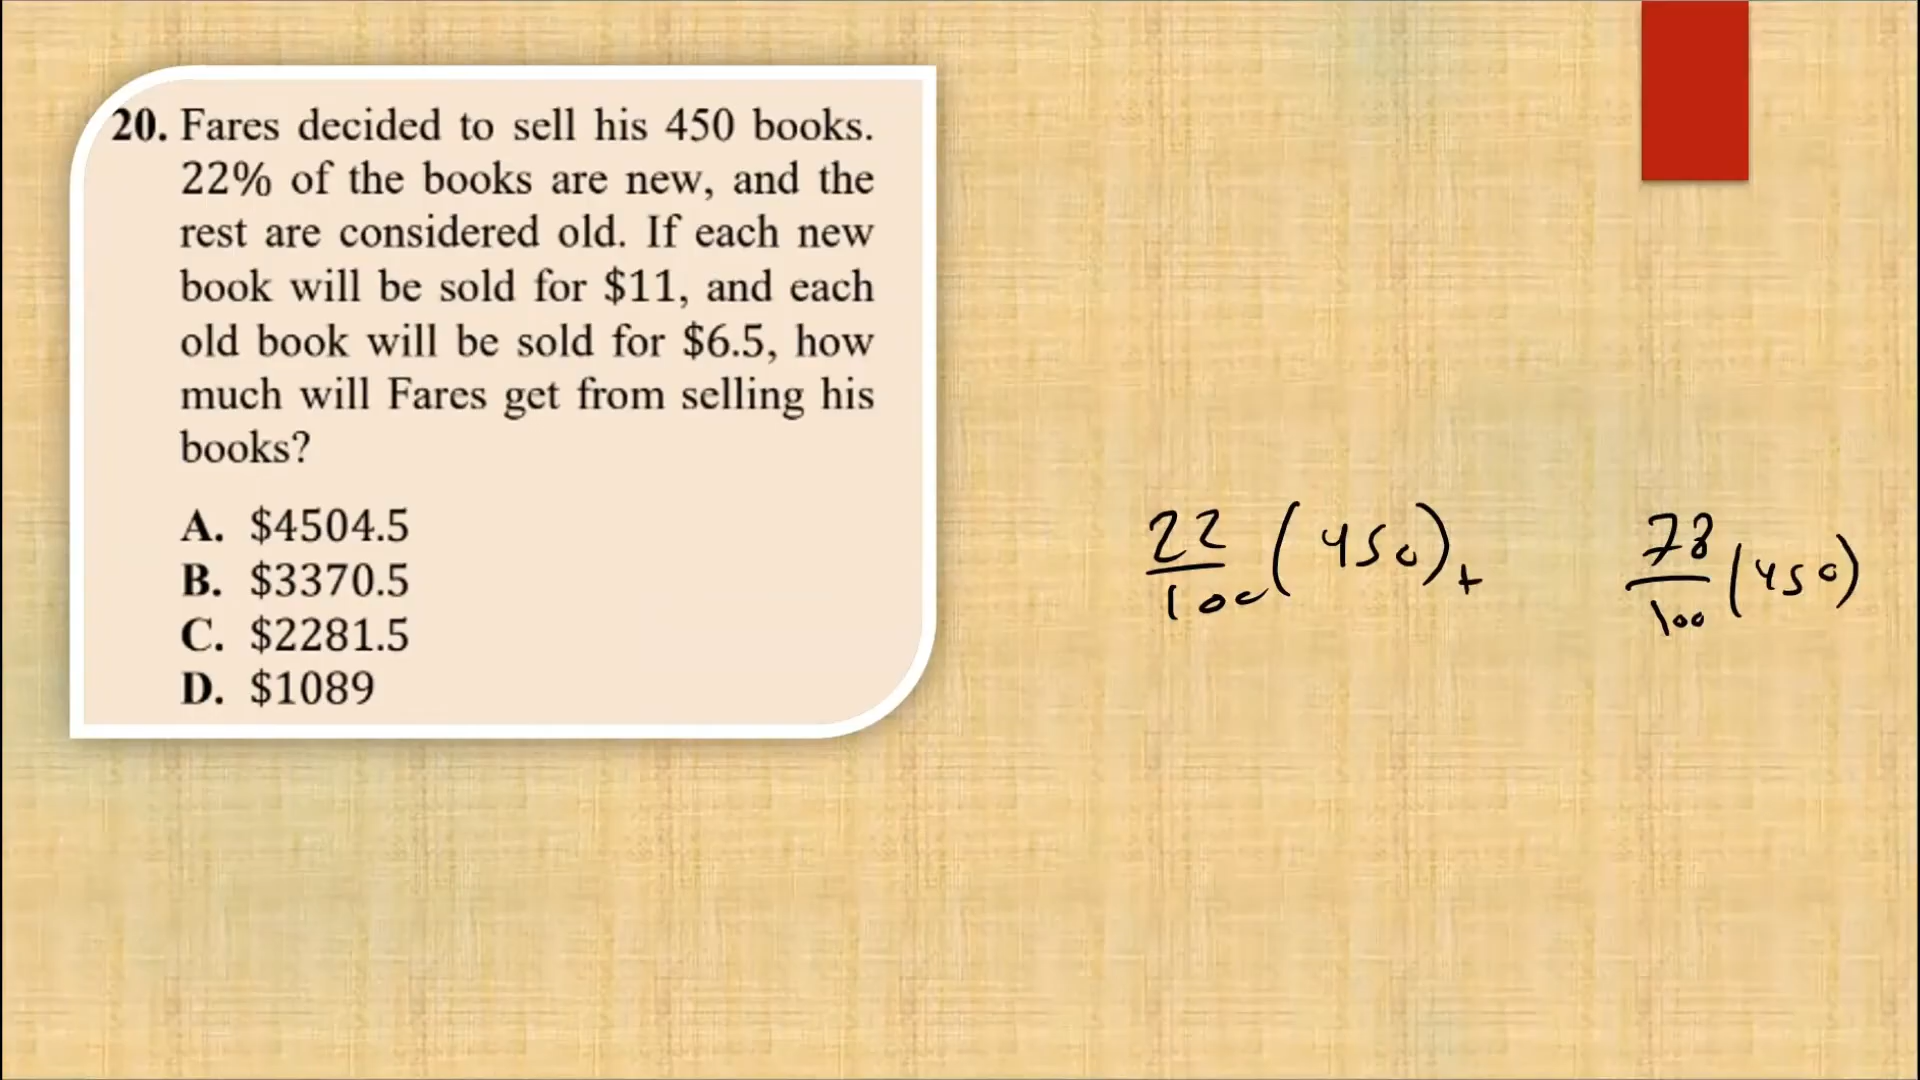 20. Fares decided to sell his 450 books.
22% of the books are new, and the
rest are considered old. If each new
book will be sold for $11, and each
old book will be sold for $6.5, how
much will Fares get from selling his
books?
A. $4504.5
B. $3370.5
C. $2281.5
D. $1089
22/100 (450) + 78/100 (450)